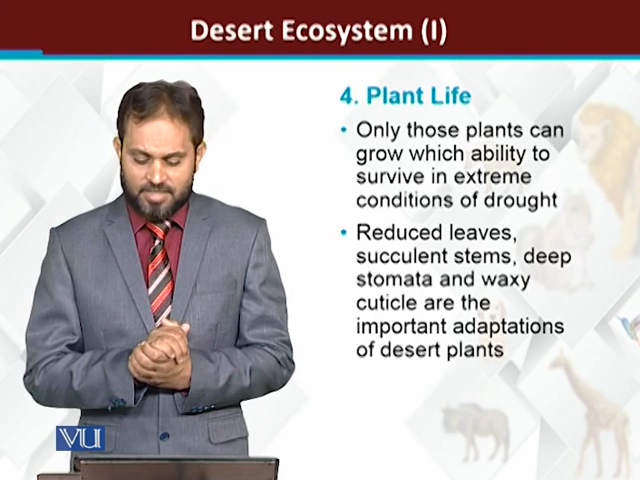 Desert Ecosystem (I)
4. Plant Life
• Only those plants can
grow which ability to
survive in extreme
conditions of drought
• Reduced leaves,
succulent stems, deep
stomata and waxy
cuticle are the
important adaptations
of desert plants
VU